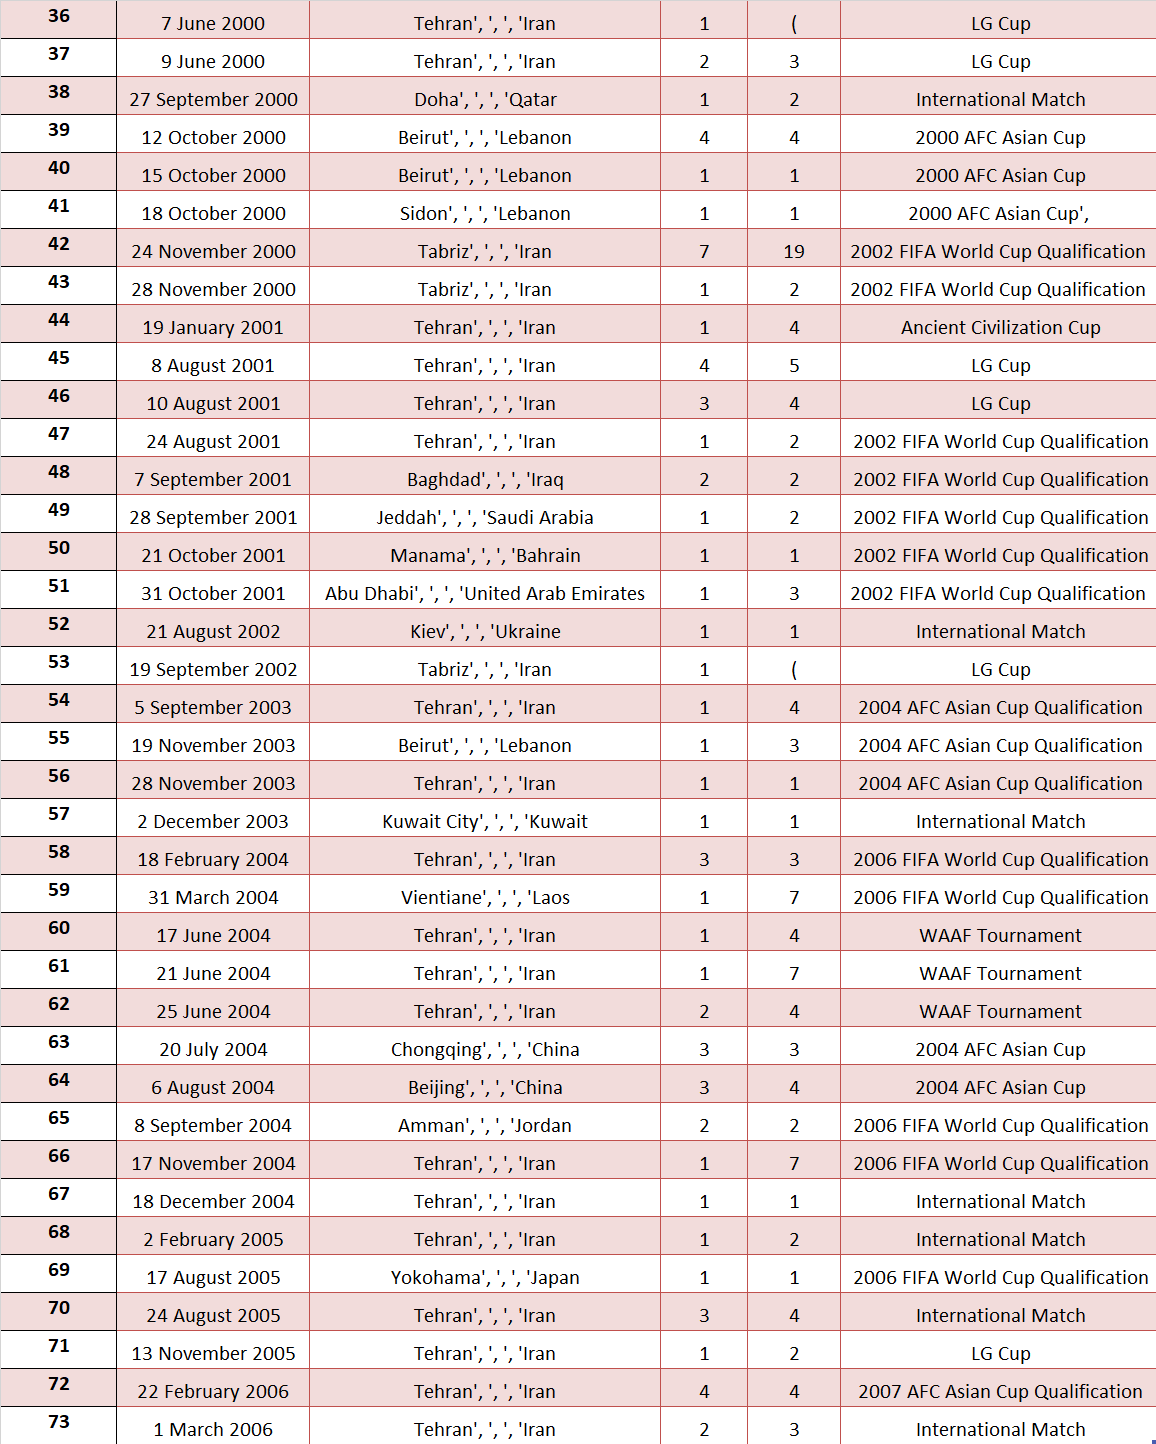 36 7 June 2000 Tehran', ', ', 'Iran 1 ( LG Cup
37 9 June 2000 Tehran', ', ', 'Iran 2 3 LG Cup
38 27 September 2000 Doha', ', ', 'Qatar 1 2 International Match
39 12 October 2000 Beirut', ', ', 'Lebanon 4 4 2000 AFC Asian Cup
40 15 October 2000 Beirut', ', ', 'Lebanon 1 1 2000 AFC Asian Cup
41 18 October 2000 Sidon', ', ', 'Lebanon 1 1 2000 AFC Asian Cup',
42 24 November 2000 Tabriz', ', ', 'Iran 7 19 2002 FIFA World Cup Qualification
43 28 November 2000 Tabriz', ', ', 'Iran 1 2 2002 FIFA World Cup Qualification
44 19 January 2001 Tehran', ', ', 'Iran 1 4 Ancient Civilization Cup
45 8 August 2001 Tehran', ', ', 'Iran 4 5 LG Cup
46 10 August 2001 Tehran', ', ', 'Iran 3 4 LG Cup
47 24 August 2001 Tehran', ', ', 'Iran 1 2 2002 FIFA World Cup Qualification
48 7 September 2001 Baghdad', ', ', 'Iraq 2 2 2002 FIFA World Cup Qualification
49 28 September 2001 Jeddah', ', ', 'Saudi Arabia 1 2 2002 FIFA World Cup Qualification
50 21 October 2001 Manama', ', ', 'Bahrain 1 1 2002 FIFA World Cup Qualification
51 31 October 2001 Abu Dhabi', ', ', 'United Arab Emirates 1 3 2002 FIFA World Cup Qualification
52 21 August 2002 Kiev', ', ', 'Ukraine 1 1 International Match
53 19 September 2002 Tabriz', ', ', 'Iran 1 ( LG Cup
54 5 September 2003 Tehran', ', ', 'Iran 1 4 2004 AFC Asian Cup Qualification
55 19 November 2003 Beirut', ', ', 'Lebanon 1 3 2004 AFC Asian Cup Qualification
56 28 November 2003 Tehran', ', ', 'Iran 1 1 2004 AFC Asian Cup Qualification
57 2 December 2003 Kuwait City', ', ', 'Kuwait 1 1 International Match
58 18 February 2004 Tehran', ', ', 'Iran 3 3 2006 FIFA World Cup Qualification
59 31 March 2004 Vientiane', ', ', 'Laos 1 7 2006 FIFA World Cup Qualification
60 17 June 2004 Tehran', ', ', 'Iran 1 4 WAAF Tournament
61 21 June 2004 Tehran', ', ', 'Iran 1 7 WAAF Tournament
62 25 June 2004 Tehran', ', ', 'Iran 2 4 WAAF Tournament
63 20 July 2004 Chongqing', ', ', 'China 3 3 2004 AFC Asian Cup
64 6 August 2004 Beijing', ', ', 'China 3 4 2004 AFC Asian Cup
65 8 September 2004 Amman', ', ', 'Jordan 2 2 2006 FIFA World Cup Qualification
66 17 November 2004 Tehran', ', ', 'Iran 1 7 2006 FIFA World Cup Qualification
67 18 December 2004 Tehran', ', ', 'Iran 1 1 International Match
68 2 February 2005 Tehran', ', ', 'Iran 1 2 International Match
69 17 August 2005 Yokohama', ', ', 'Japan 1 1 2006 FIFA World Cup Qualification
70 24 August 2005 Tehran', ', ', 'Iran 3 4 International Match
71 13 November 2005 Tehran', ', ', 'Iran 1 2 LG Cup
72 22 February 2006 Tehran', ', ', 'Iran 4 4 2007 AFC Asian Cup Qualification
73 1 March 2006 Tehran', ', ', 'Iran 2 3 International Match